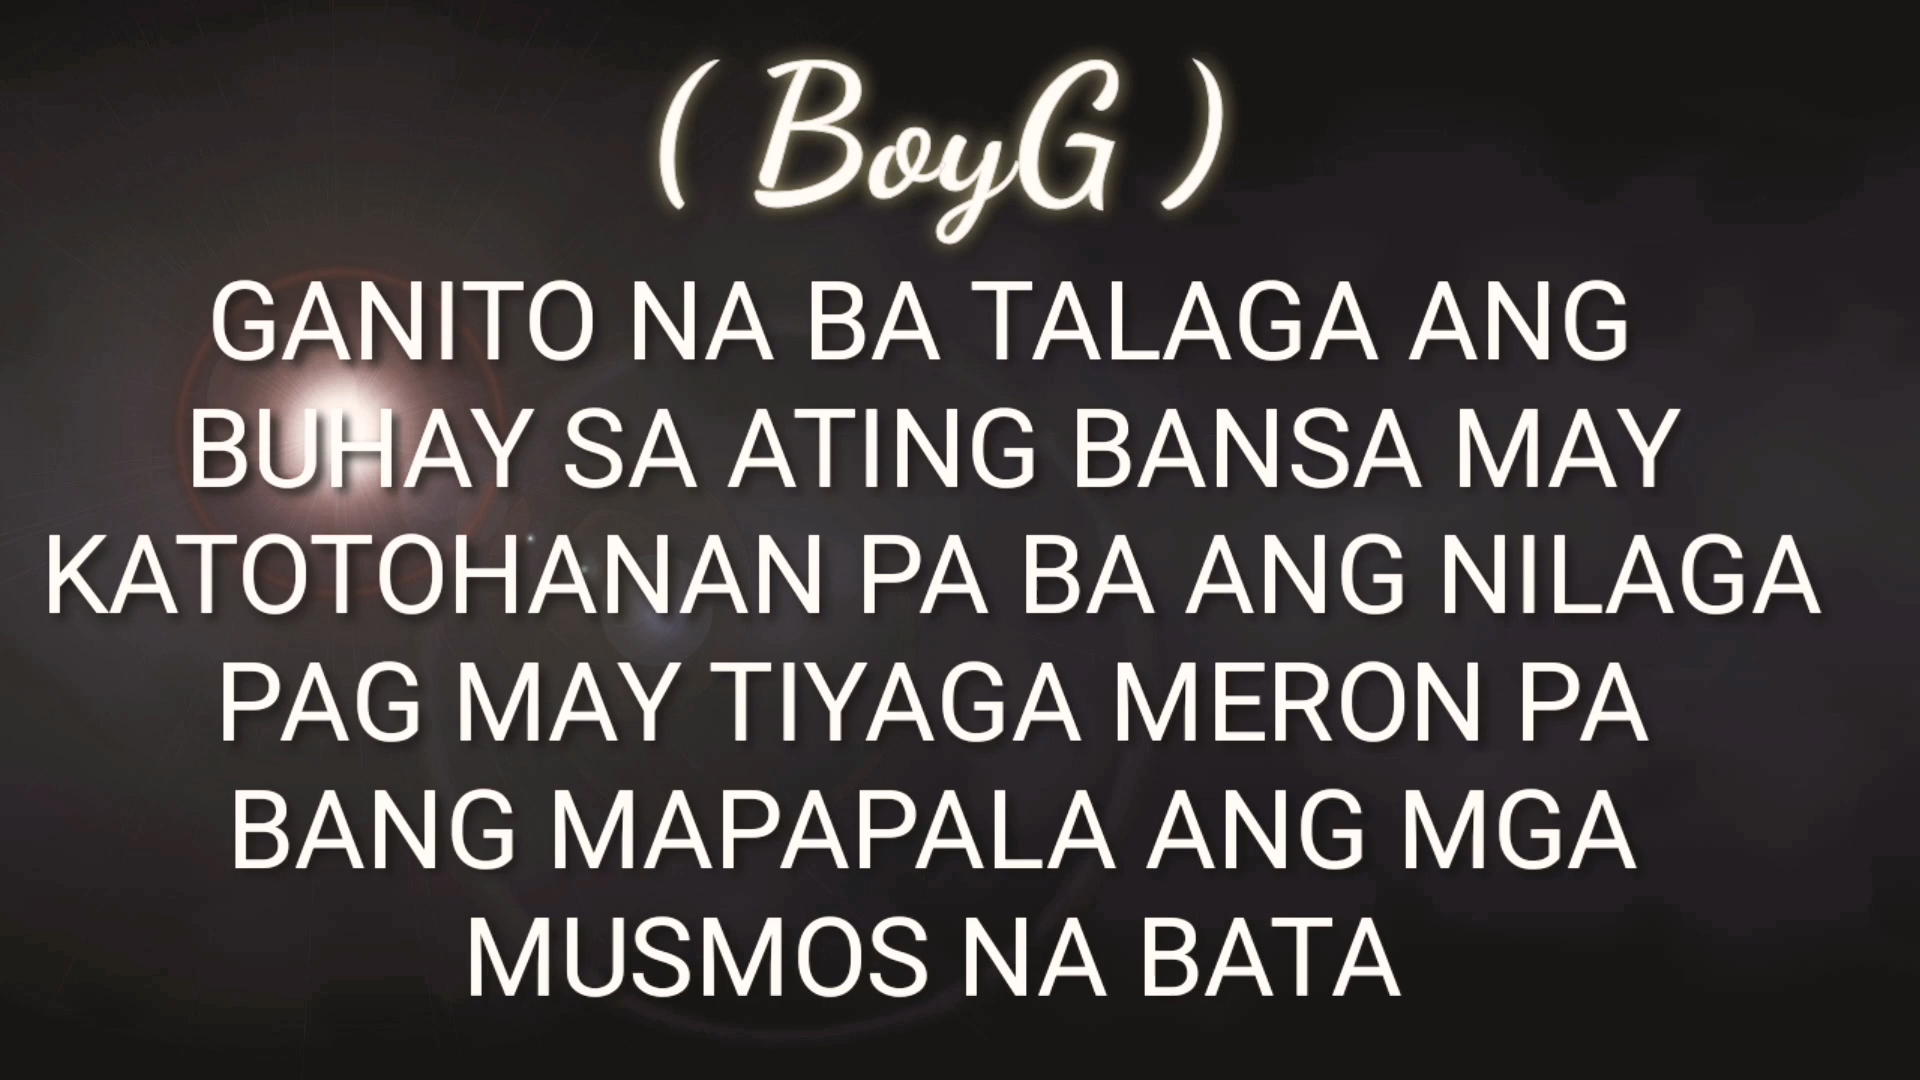 ( BoyG )
GANITO NA BA TALAGA ANG
BUHAY SA ATING BANSA MAY
KATOTOHANAN PA BA ANG NILAGA
PAG MAY TIYAGA MERON PA
BANG MAPAPALA ANG MGA
MUSMOS NA BATA